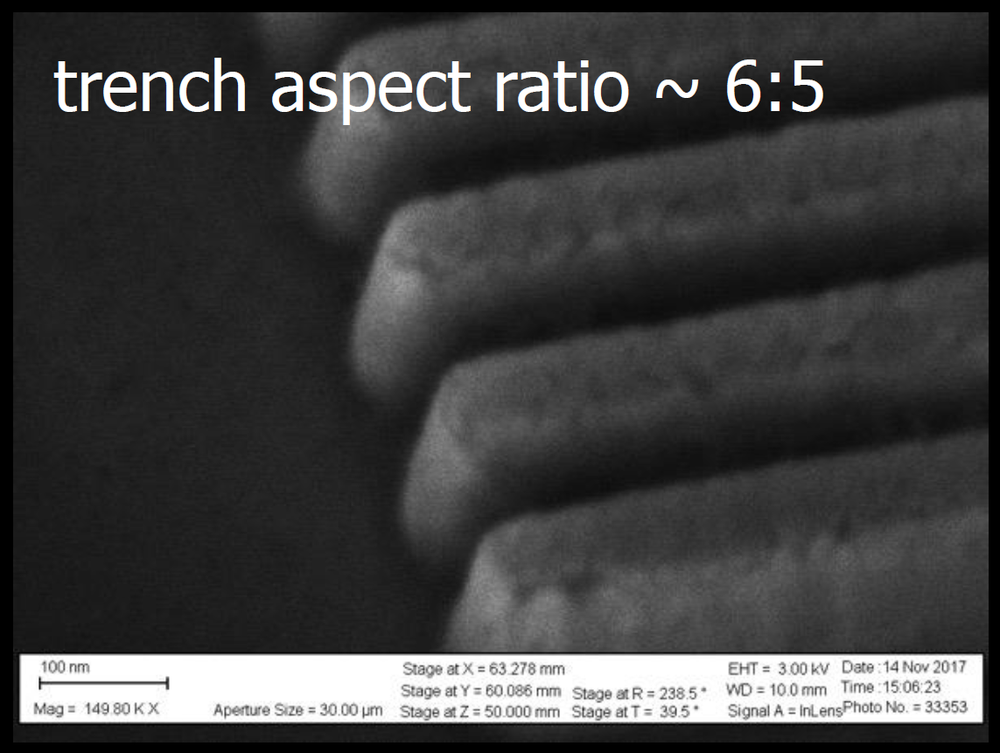 trench aspect ratio ~ 6:5
100 nm
Mag = 149.80 K X
Aperture Size = 30.00 µm
Stage at X = 63.278 mm
Stage at Y = 60.086 mm
Stage at Z = 50.000 mm
Stage at R = 238.5 °
Stage at T = 39.5 °
EHT = 3.00 kV
WD = 10.0 mm
Signal A = InLens
Date :14 Nov 2017
Time :15:06:23
Photo No. = 33353